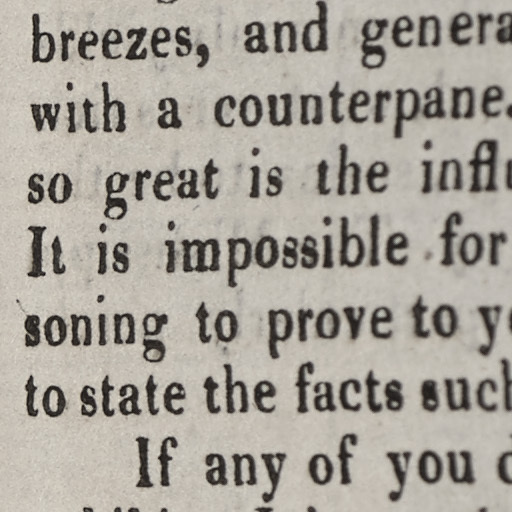 breezes, and genera
with a counterpane.
so great is the influ
It is impossible for
soning to prove to y
to state the facts such
If any of you